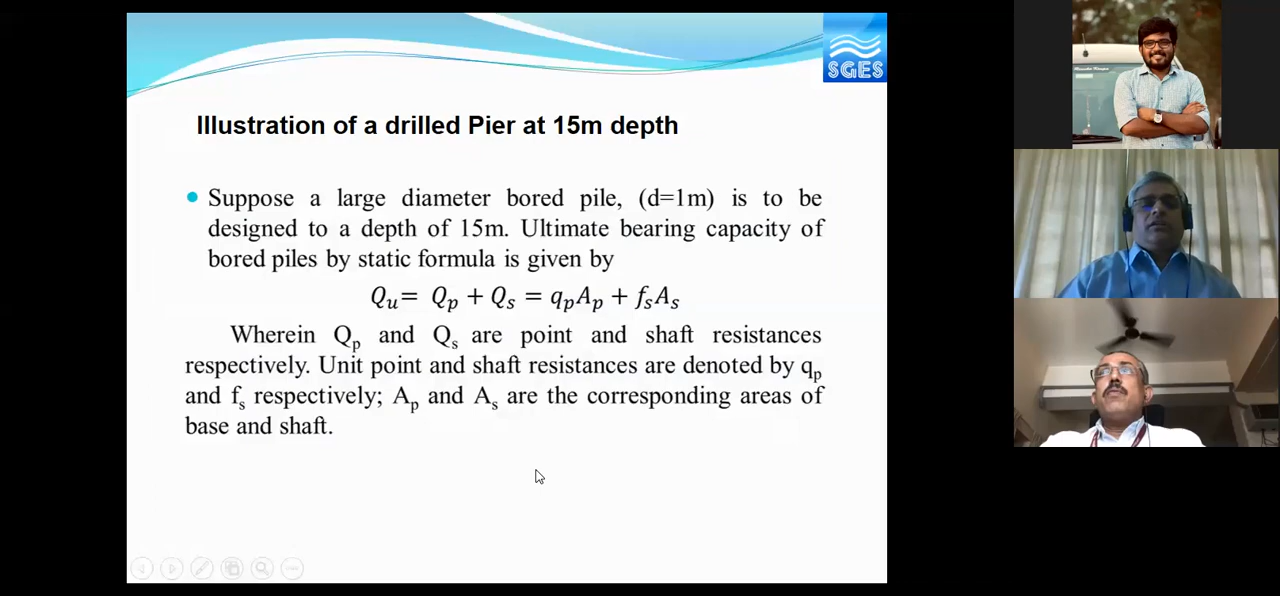 SGES
Illustration of a drilled Pier at 15m depth
Suppose a large diameter bored pile, (d=1m) is to be
designed to a depth of 15m. Ultimate bearing capacity of
bored piles by static formula is given by
Qᵤ= Qₚ + Qₛ = qₚAₚ + fₛAₛ
Wherein Qₚ and Qₛ are point and shaft resistances
respectively. Unit point and shaft resistances are denoted by qₚ
and fₛ respectively; Aₚ and Aₛ are the corresponding areas of
base and shaft.